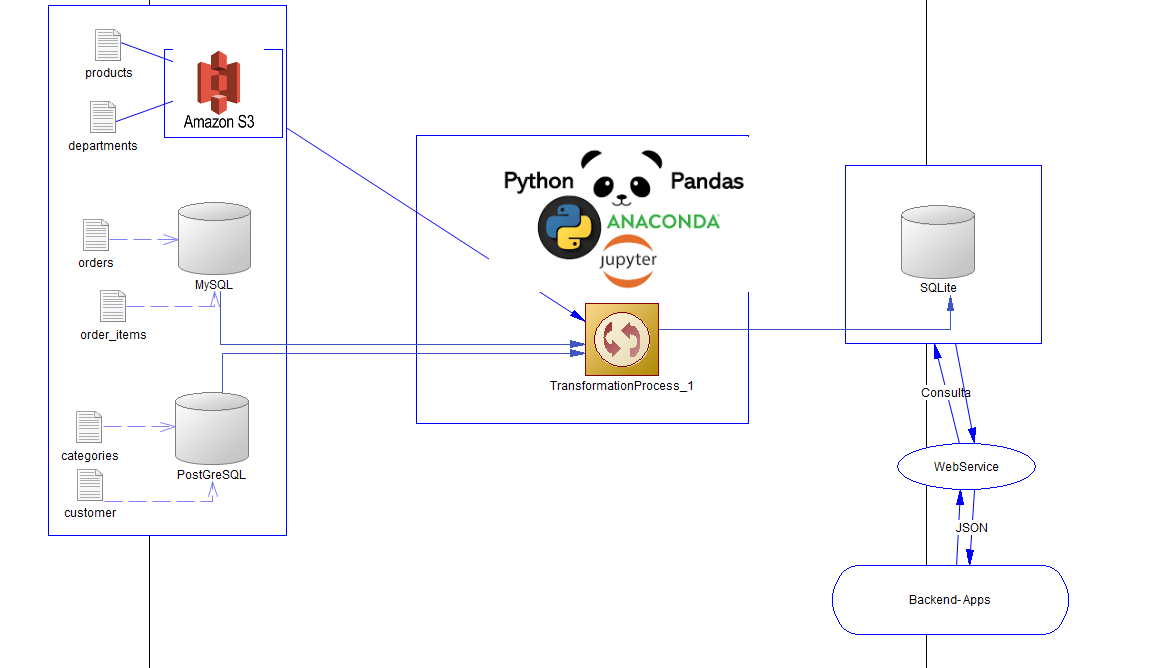 products
Amazon S3
departments
orders
MySQL
order_items
categories
PostGreSQL
customer
Python
Pandas
ANACONDA
jupyter
TransformationProcess_1
SQLite
Consulta
WebService
JSON
Backend-Apps